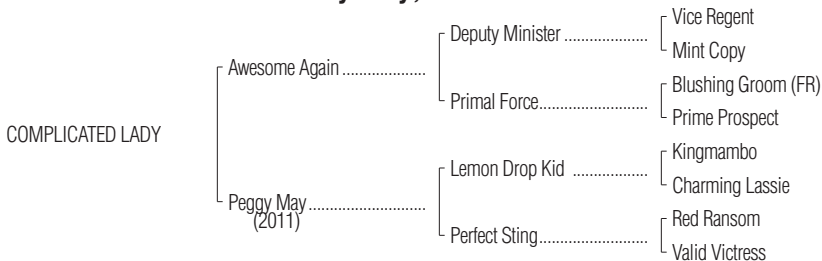 Vice Regent
Deputy Minister ..................
Mint Copy
Awesome Again ..................
Blushing Groom (FR)
Primal Force.......................
Prime Prospect
COMPLICATED LADY
Kingmambo
Lemon Drop Kid ................
Charming Lassie
Peggy May .........................
(2011)
Red Ransom
Perfect Sting.......................
Valid Victress